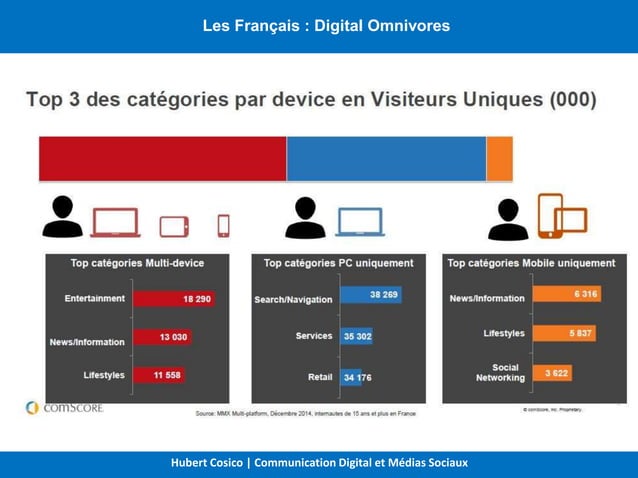 Les Français : Digital Omnivores
Top 3 des catégories par device en Visiteurs Uniques (000)
Top catégories Multi-device
Entertainment 18 290
News/Information 13 030
Lifestyles 11 558
Top catégories PC uniquement
Search/Navigation 38 269
Services 35 302
Retail 34 176
Top catégories Mobile uniquement
News/Information 6 316
Lifestyles 5 837
Social
Networking 3 622
comSCORE
Source: MMX Multi-platform, Décembre 2014, internautes de 15 ans et plus en France
© comScore, Inc. Proprietary.
Hubert Cosico | Communication Digital et Médias Sociaux